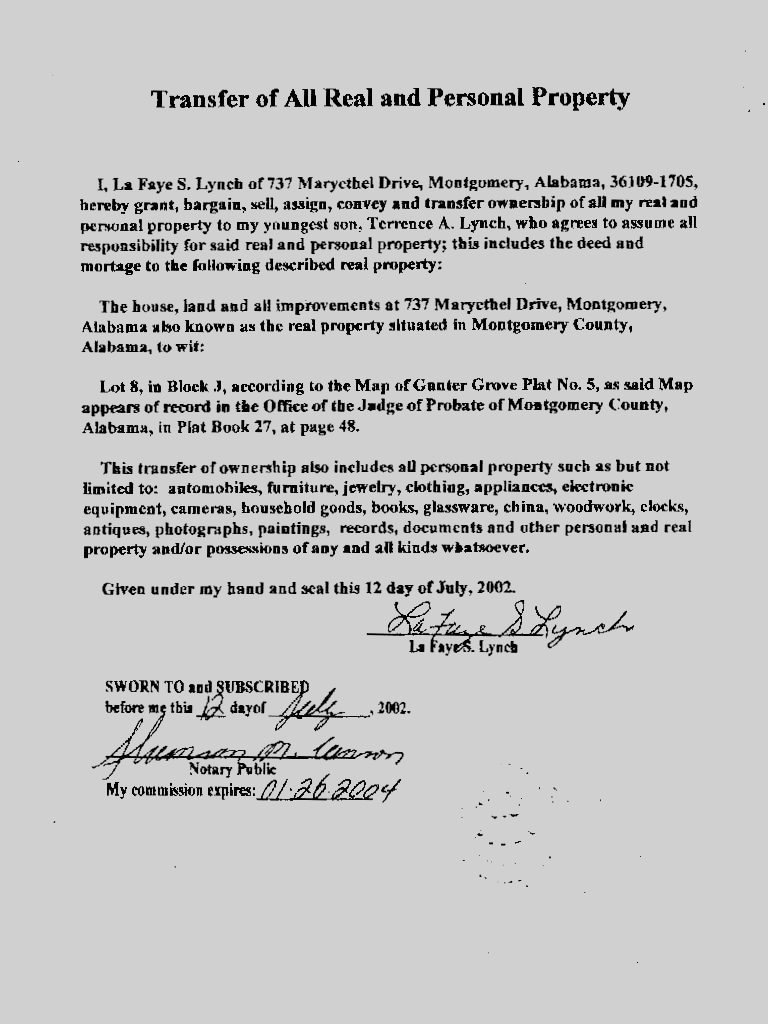 Transfer of All Real and Personal Property
I, La Faye S. Lynch of 737 Maryethel Drive, Montgomery, Alabama, 36109-1705,
hereby grant, bargain, sell, assign, convey and transfer ownership of all my real and
personal property to my youngest son, Terrence A. Lynch, who agrees to assume all
responsibility for said real and personal property; this includes the deed and
mortage to the following described real property:
The house, land and all improvements at 737 Maryethel Drive, Montgomery,
Alabama also known as the real property situated in Montgomery County,
Alabama, to wit:
Lot 8, in Block J, according to the Map of Gunter Grove Plat No. 5, as said Map
appears of record in the Office of the Judge of Probate of Montgomery County,
Alabama, in Plat Book 27, at page 48.
This transfer of ownership also includes all personal property such as but not
limited to: automobiles, furniture, jewelry, clothing, appliances, electronic
equipment, cameras, household goods, books, glassware, china, woodwork, clocks,
antiques, photographs, paintings, records, documents and other personal and real
property and/or possessions of any and all kinds whatsoever.
Given under my hand and seal this 12 day of July, 2002.
La Faye S Lynch
La Faye S. Lynch
SWORN TO and SUBSCRIBED
before me this 12 day of July, 2002.
M.
Notary Public
My commission expires: 01-26-2004